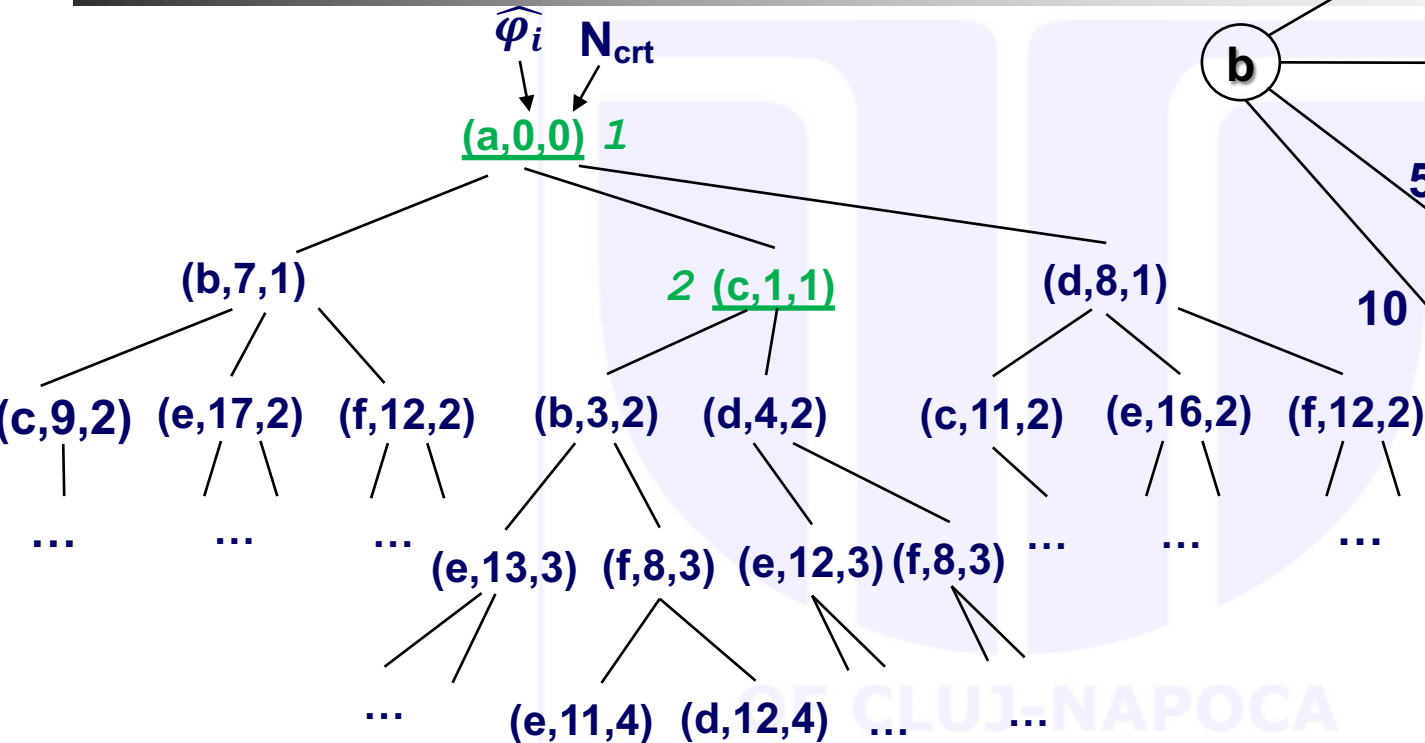 φ̂ᵢ N_crt
b
(a,0,0) 1
5
(b,7,1) 2 (c,1,1) (d,8,1)
10
(c,9,2) (e,17,2) (f,12,2) (b,3,2) (d,4,2) (c,11,2) (e,16,2) (f,12,2)
... ... ... ... ... ...
(e,13,3) (f,8,3) (e,12,3) (f,8,3)
... (e,11,4) (d,12,4) ... ...
OF CLUJ-NAPOCA